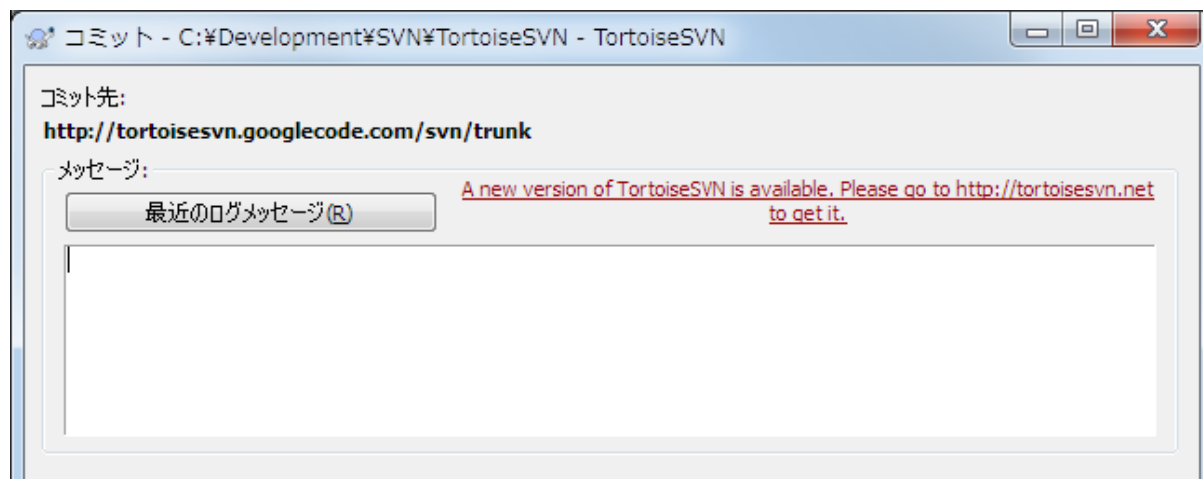 コミット - C:¥Development¥SVN¥TortoiseSVN - TortoiseSVN
コミット先:
http://tortoisesvn.googlecode.com/svn/trunk
メッセージ:
最近のログメッセージ(R)
A new version of TortoiseSVN is available. Please go to http://tortoisesvn.net
to get it.